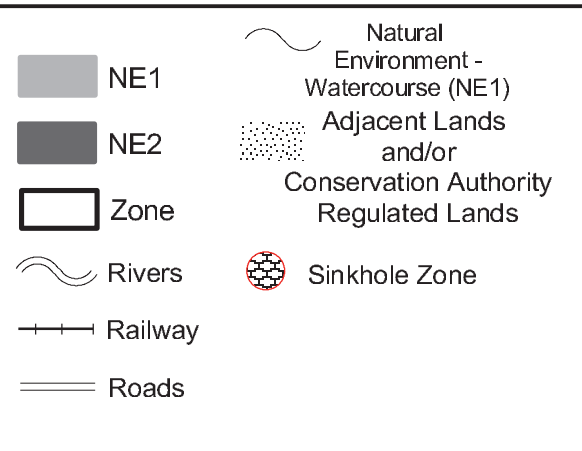 NE1
NE2
Zone
Rivers
Railway
Roads
Natural
Environment -
Watercourse (NE1)
Adjacent Lands
and/or
Conservation Authority
Regulated Lands
Sinkhole Zone